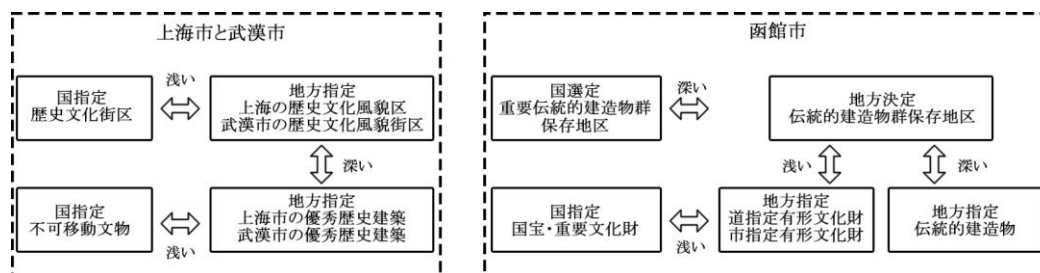 上海市と武漢市
国指定
歴史文化街区
浅い
地方指定
上海の歴史文化風貌区
武漢市の歴史文化風貌街区
深い
国指定
不可移動文物
浅い
地方指定
上海市の優秀歴史建築
武漢市の優秀歴史建築
函館市
国選定
重要伝統的建造物群
保存地区
深い
地方決定
伝統的建造物群保存地区
浅い
深い
国指定
国宝・重要文化財
浅い
地方指定
道指定有形文化財
市指定有形文化財
地方指定
伝統的建造物